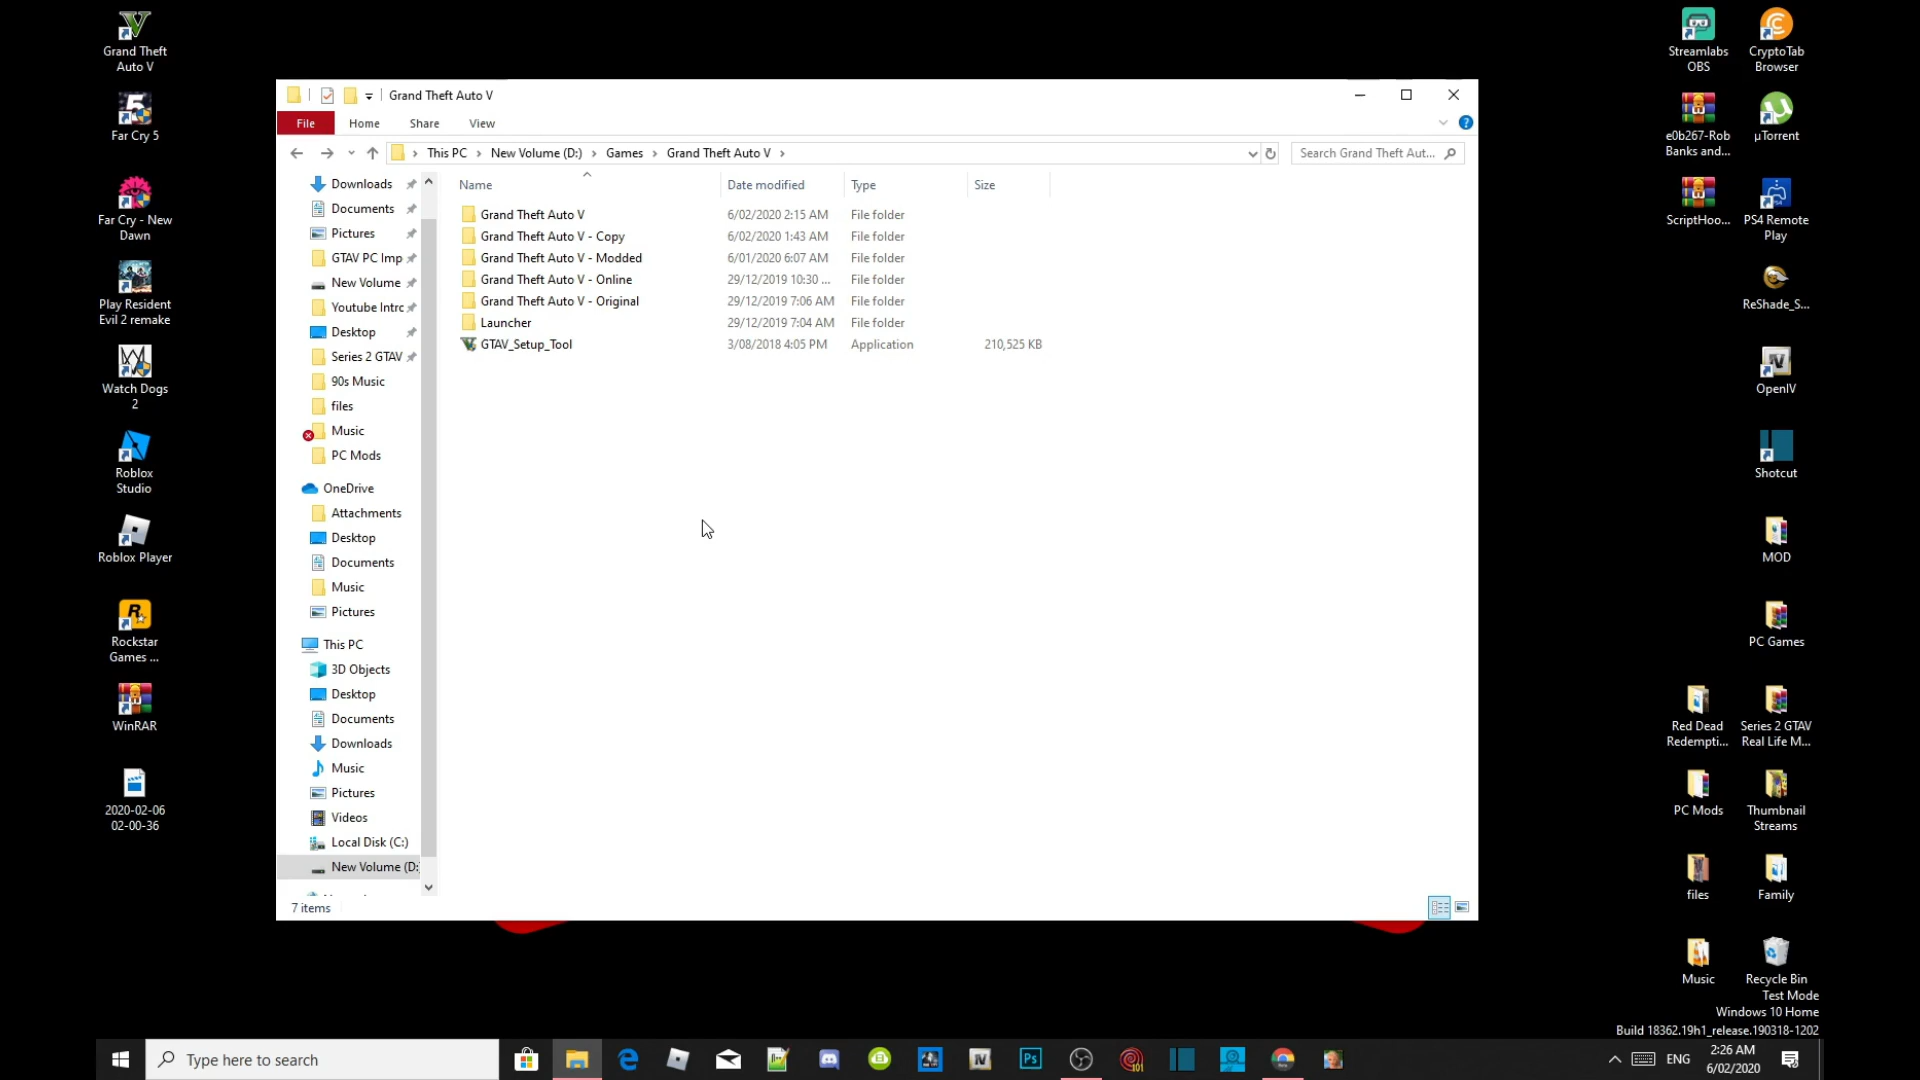 Grand Theft
Auto V
Far Cry 5
Far Cry - New
Dawn
Play Resident
Evil 2 remake
Watch Dogs
2
Roblox
Studio
Roblox Player
Rockstar
Games ...
WinRAR
2020-02-06
02-00-36
Grand Theft Auto V
File Home Share View
This PC > New Volume (D:) > Games > Grand Theft Auto V >
Search Grand Theft Aut...
Name Date modified Type Size
Grand Theft Auto V 6/02/2020 2:15 AM File folder
Grand Theft Auto V - Copy 6/02/2020 1:43 AM File folder
Grand Theft Auto V - Modded 6/01/2020 6:07 AM File folder
Grand Theft Auto V - Online 29/12/2019 10:30 ... File folder
Grand Theft Auto V - Original 29/12/2019 7:06 AM File folder
Launcher 29/12/2019 7:04 AM File folder
GTAV_Setup_Tool 3/08/2018 4:05 PM Application 210,525 KB
Downloads
Documents
Pictures
GTAV PC Imp
New Volume
Youtube Intrc
Desktop
Series 2 GTAV
90s Music
files
Music
PC Mods
OneDrive
Attachments
Desktop
Documents
Music
Pictures
This PC
3D Objects
Desktop
Documents
Downloads
Music
Pictures
Videos
Local Disk (C:)
New Volume (D:
7 items
Streamlabs
OBS
CryptoTab
Browser
e0b267-Rob
Banks and...
µTorrent
ScriptHoo...
PS4 Remote
Play
ReShade_S...
OpenIV
Shotcut
MOD
PC Games
Red Dead
Redempti...
Series 2 GTAV
Real Life M...
PC Mods
Thumbnail
Streams
files
Family
Music
Recycle Bin
Test Mode
Windows 10 Home
Build 18362.19h1_release.190318-1202
Type here to search
Ps
IV
101
ENG
2:26 AM
6/02/2020